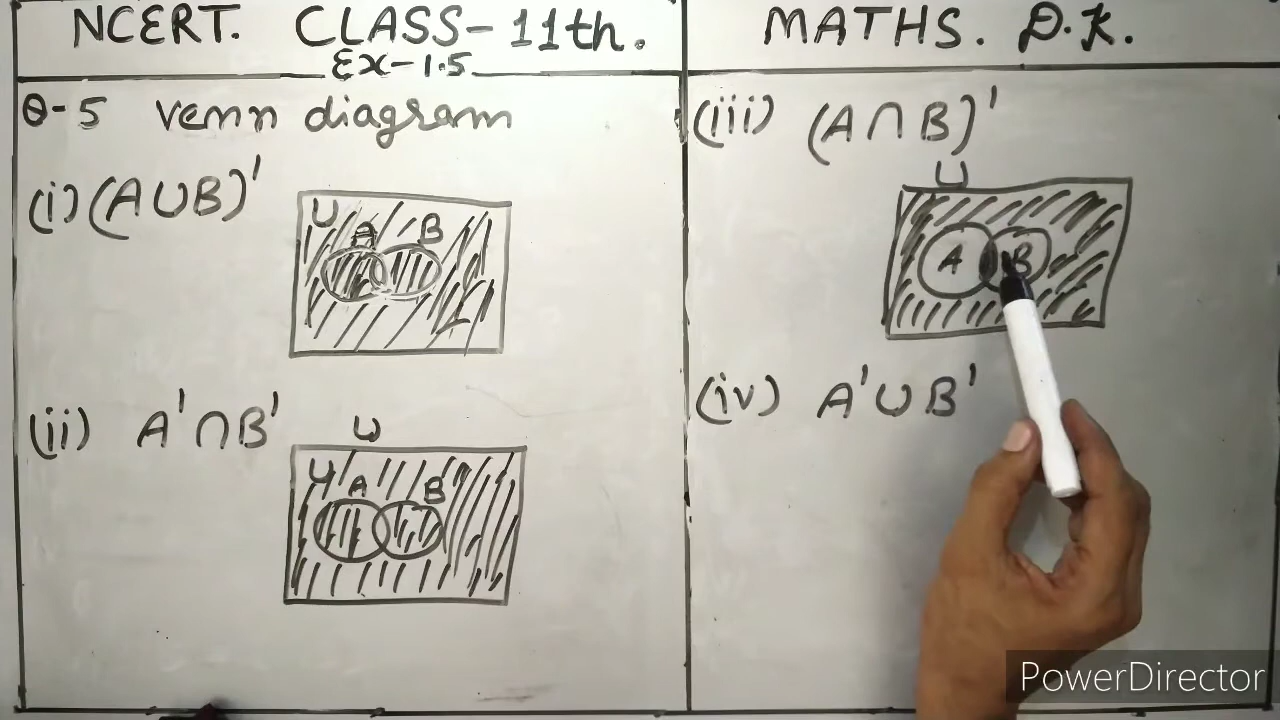 NCERT. CLASS-11th. MATHS. D.K.
EX-1.5
Q-5 venn diagram
(i) (A∪B)'
U
A B
(ii) A'∩B'
U
U A B
(iii) (A∩B)'
U
A B
(iv) A'∪B'
PowerDirector